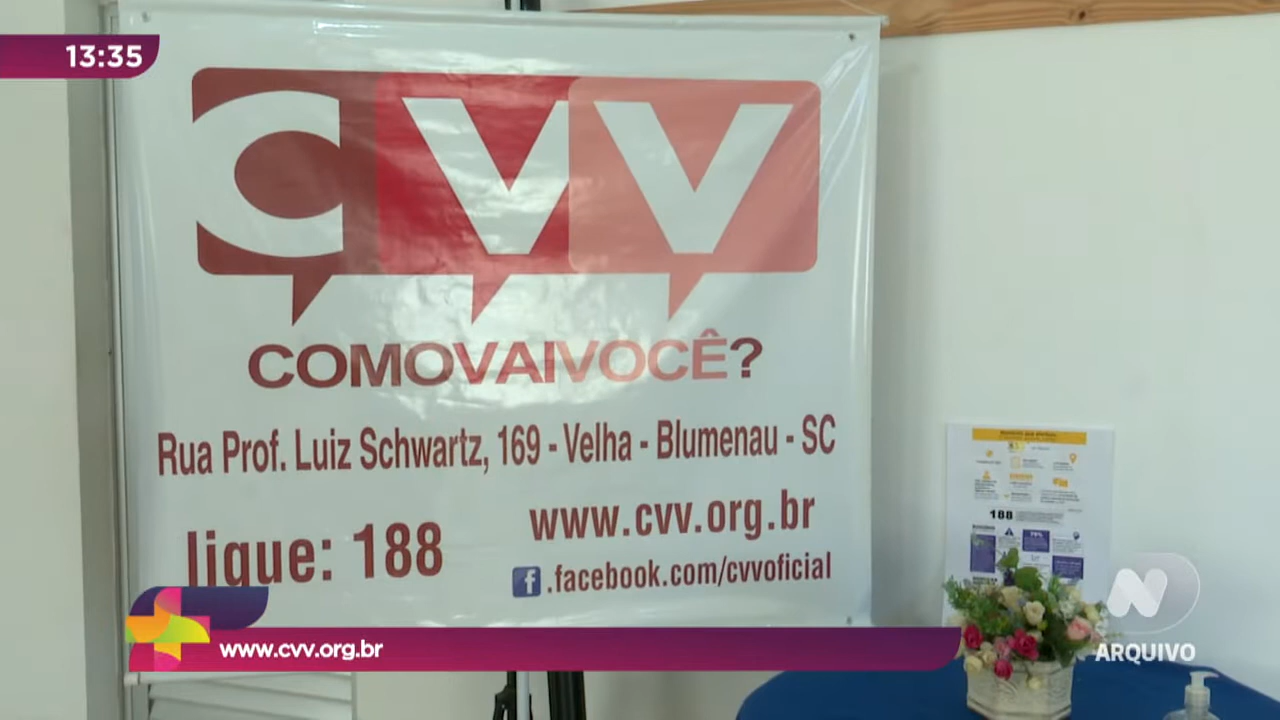 13:35
CVV
COMOVAIVOCÊ?
Rua Prof. Luiz Schwartz, 169 - Velha - Blumenau - SC
ligue: 188
www.cvv.org.br
f .facebook.com/cvvoficial
188
www.cvv.org.br
N
ARQUIVO